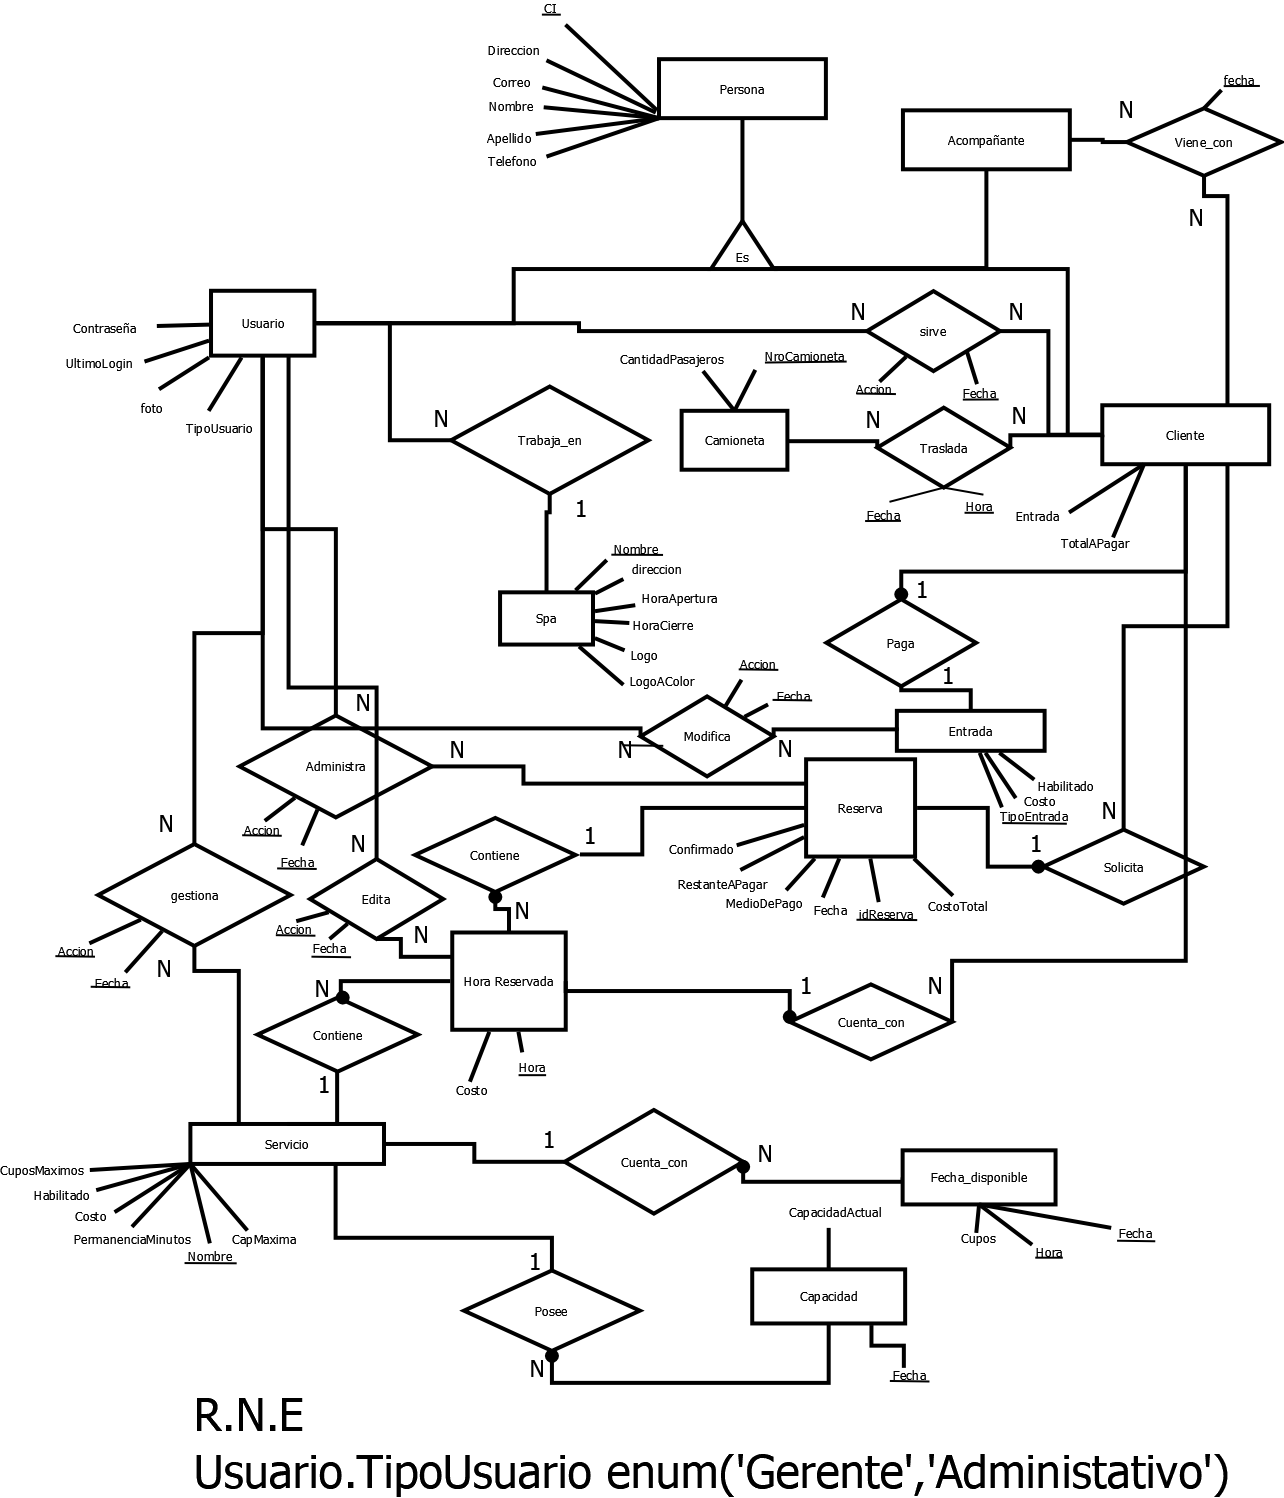 CI
Direccion
Correo
Nombre
Apellido
Telefono
Persona
Acompañante
fecha
N
Viene_con
N
Es
Usuario
Contraseña
UltimoLogin
foto
TipoUsuario
N
sirve
N
Accion
Fecha
CantidadPasajeros
NroCamioneta
Camioneta
N
Traslada
N
Fecha
Hora
Cliente
Entrada
TotalAPagar
N
Trabaja_en
1
Nombre
direccion
HoraApertura
HoraCierre
Logo
LogoAColor
Spa
1
Paga
1
Accion
Fecha
Modifica
N
N
Entrada
Habilitado
Costo
TipoEntrada
N
Administra
N
Accion
Fecha
Reserva
Confirmado
RestanteAPagar
MedioDePago
Fecha
idReserva
CostoTotal
1
N
Solicita
N
gestiona
N
Accion
Fecha
N
Edita
N
Accion
Fecha
1
Contiene
N
Hora Reservada
Costo
Hora
N
Contiene
1
1
Cuenta_con
N
Servicio
CuposMaximos
Habilitado
Costo
PermanenciaMinutos
Nombre
CapMaxima
1
Cuenta_con
N
Fecha_disponible
Cupos
Hora
Fecha
1
Posee
N
CapacidadActual
Capacidad
Fecha
R.N.E
Usuario.TipoUsuario enum('Gerente','Administativo')